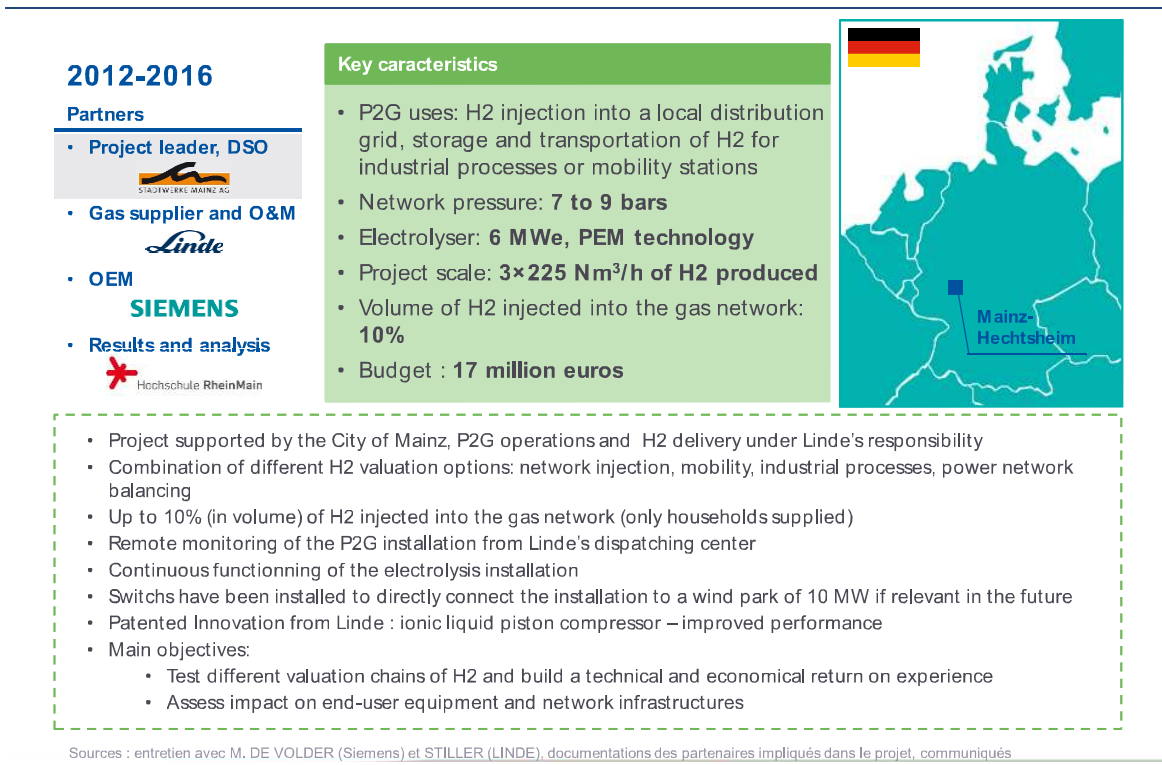 2012-2016
Partners
• Project leader, DSO
STADTWERKE MAINZ AG
• Gas supplier and O&M
Linde
• OEM
SIEMENS
• Results and analysis
Hochschule RheinMain
Key caracteristics
• P2G uses: H2 injection into a local distribution
grid, storage and transportation of H2 for
industrial processes or mobility stations
• Network pressure: 7 to 9 bars
• Electrolyser: 6 MWe, PEM technology
• Project scale: 3×225 Nm³/h of H2 produced
• Volume of H2 injected into the gas network:
10%
• Budget : 17 million euros
Mainz-
Hechtsheim
• Project supported by the City of Mainz, P2G operations and H2 delivery under Linde's responsibility
• Combination of different H2 valuation options: network injection, mobility, industrial processes, power network
balancing
• Up to 10% (in volume) of H2 injected into the gas network (only households supplied)
• Remote monitoring of the P2G installation from Linde's dispatching center
• Continuous functionning of the electrolysis installation
• Switchs have been installed to directly connect the installation to a wind park of 10 MW if relevant in the future
• Patented Innovation from Linde : ionic liquid piston compressor – improved performance
• Main objectives:
• Test different valuation chains of H2 and build a technical and economical return on experience
• Assess impact on end-user equipment and network infrastructures
Sources : entretien avec M. DE VOLDER (Siemens) et STILLER (LINDE), documentations des partenaires impliqués dans le projet, communiqués